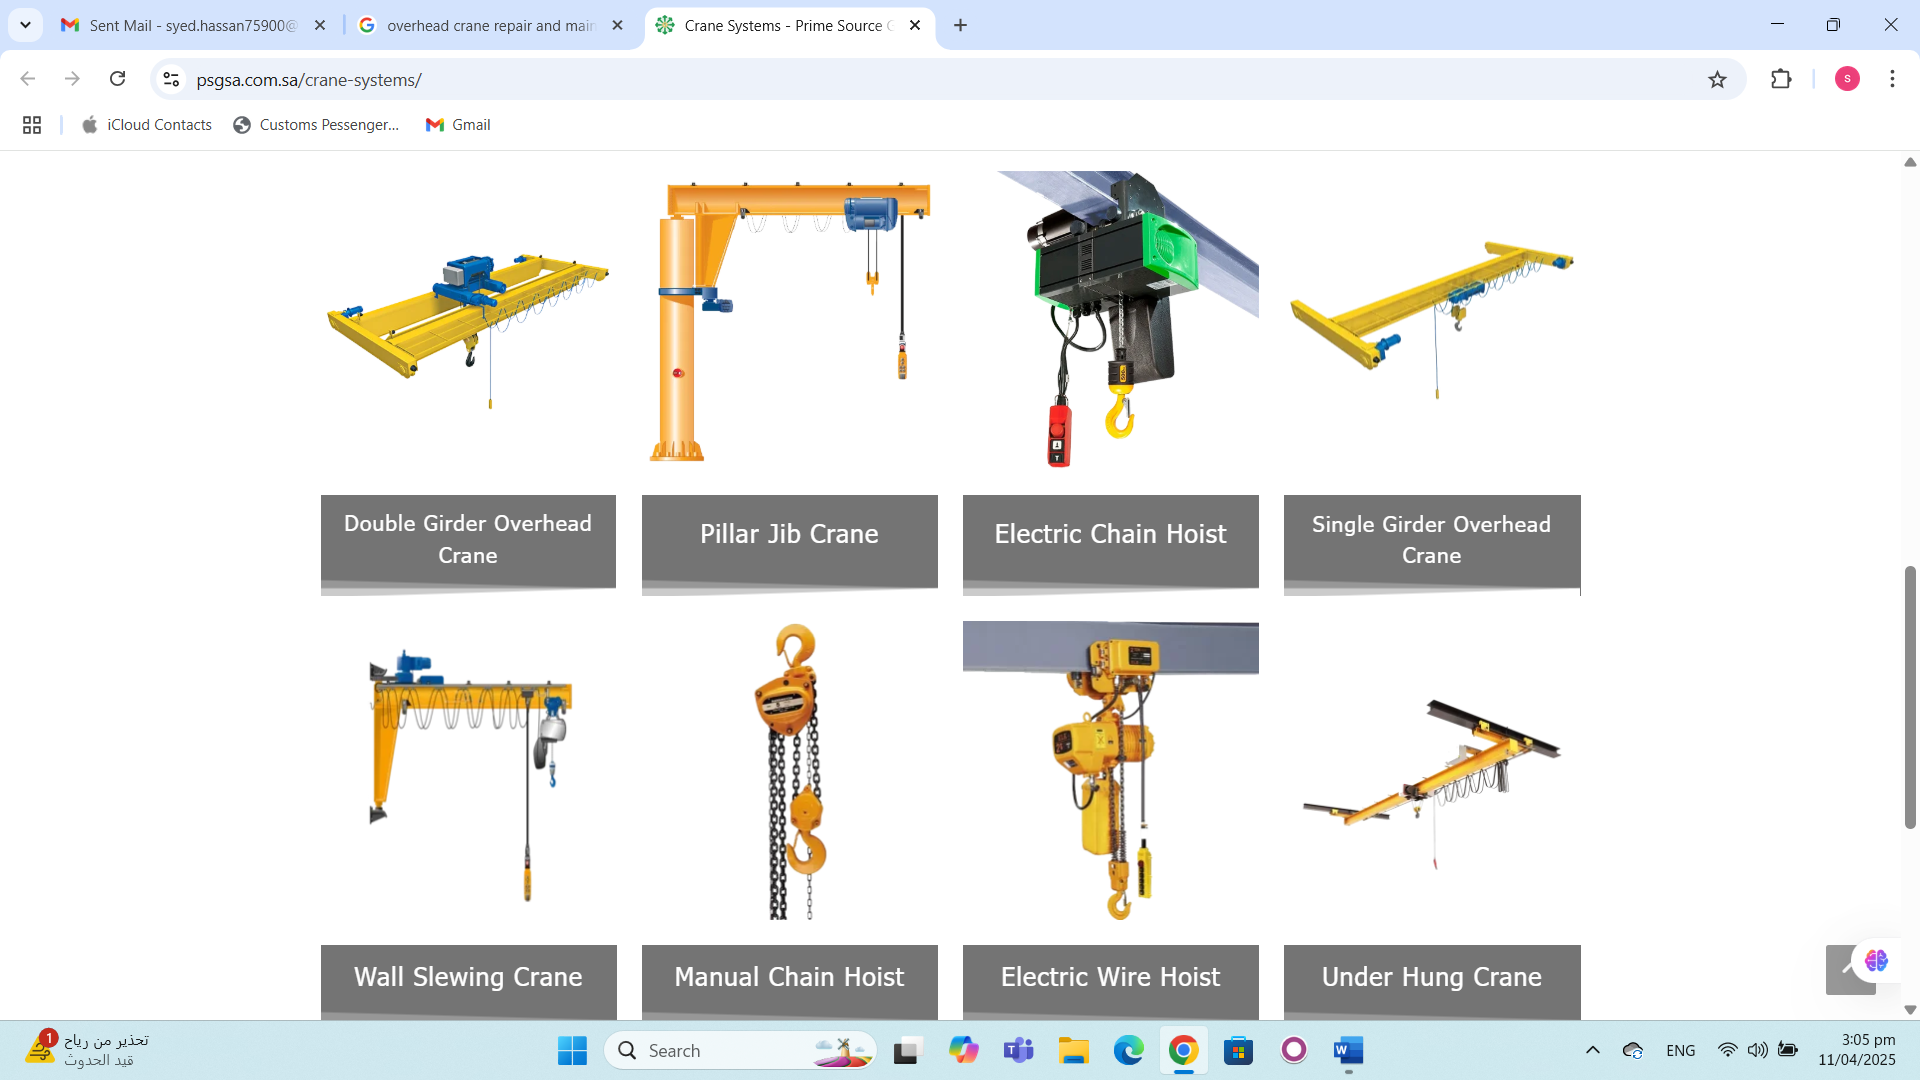 Sent Mail - syed.hassan75900@
overhead crane repair and main
Crane Systems - Prime Source G
psgsa.com.sa/crane-systems/
S
iCloud Contacts
Customs Pessenger...
Gmail
Double Girder Overhead
Crane
Pillar Jib Crane
Electric Chain Hoist
Single Girder Overhead
Crane
Wall Slewing Crane
Manual Chain Hoist
Electric Wire Hoist
Under Hung Crane
1
تحذير من رياح
قيد الحدوث
Search
ENG
3:05 pm
11/04/2025